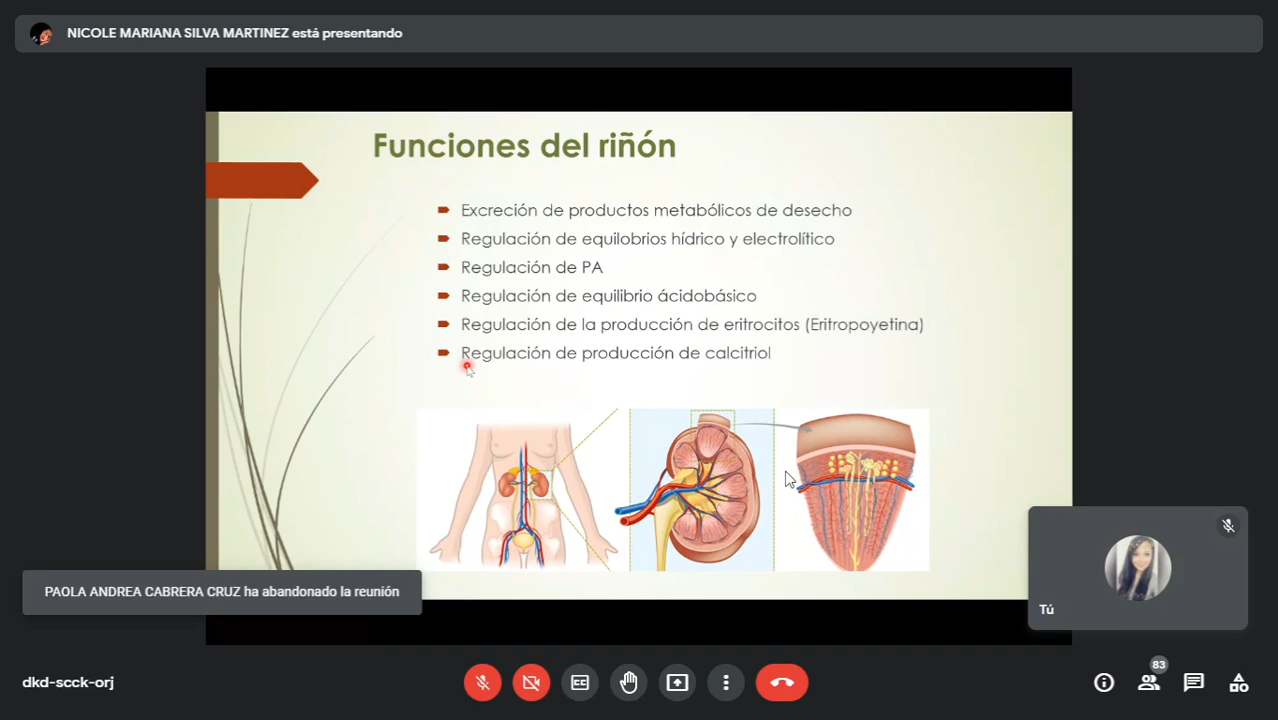 NICOLE MARIANA SILVA MARTINEZ está presentando
Funciones del riñón
Excreción de productos metabólicos de desecho
Regulación de equilobrios hídrico y electrolítico
Regulación de PA
Regulación de equilibrio ácidobásico
Regulación de la producción de eritrocitos (Eritropoyetina)
Regulación de producción de calcitriol
PAOLA ANDREA CABRERA CRUZ ha abandonado la reunión
Tú
dkd-scck-orj
CC
83